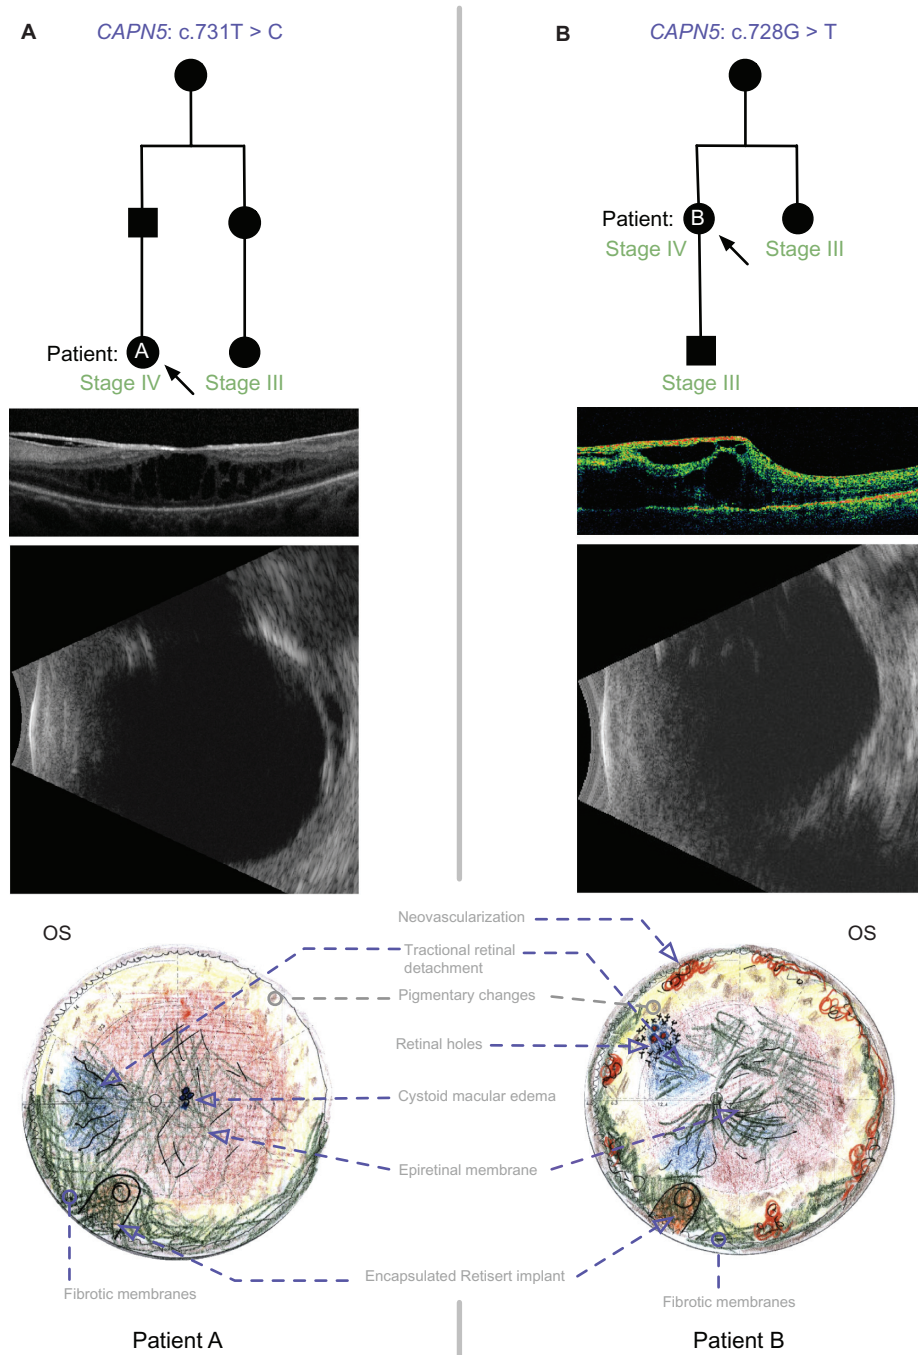 A
CAPN5: c.731T > C
B
CAPN5: c.728G > T
Patient:
A
Stage IV
Stage III
Patient:
B
Stage IV
Stage III
Stage III
OS
OS
Neovascularization
Tractional retinal
detachment
Pigmentary changes
Retinal holes
Cystoid macular edema
Epiretinal membrane
Encapsulated Retisert implant
Fibrotic membranes
Fibrotic membranes
Patient A
Patient B